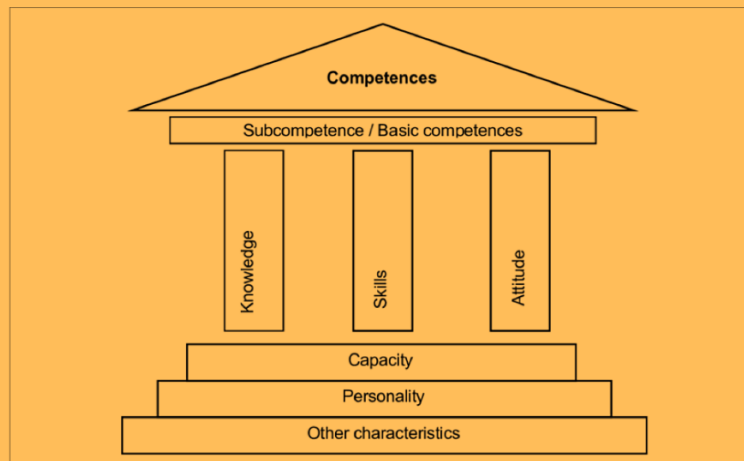 Competences
Subcompetence / Basic competences
Knowledge
Skills
Attitude
Capacity
Personality
Other characteristics